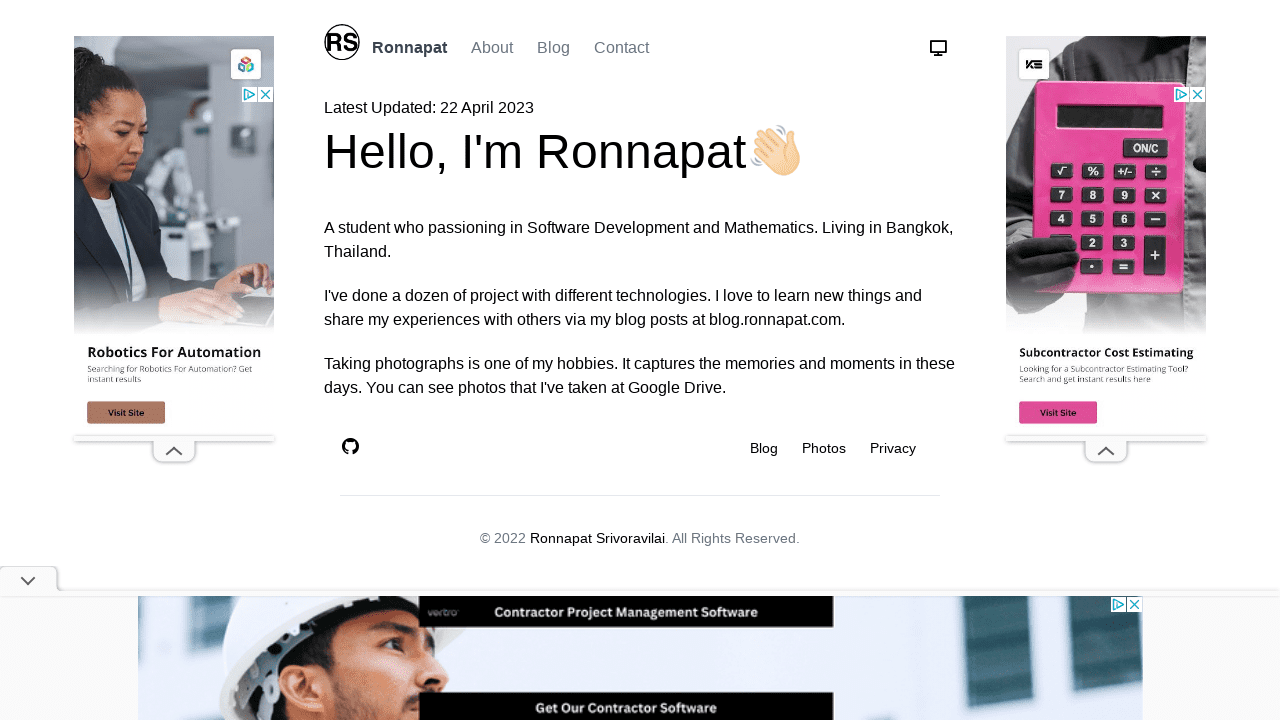 RS
Ronnapat
About
Blog
Contact
Latest Updated: 22 April 2023
Hello, I'm Ronnapat👋🏼
A student who passioning in Software Development and Mathematics. Living in Bangkok,
Thailand.
I've done a dozen of project with different technologies. I love to learn new things and
share my experiences with others via my blog posts at blog.ronnapat.com.
Taking photographs is one of my hobbies. It captures the memories and moments in these
days. You can see photos that I've taken at Google Drive.
Blog
Photos
Privacy
© 2022 Ronnapat Srivoravilai. All Rights Reserved.
Robotics For Automation
Searching for Robotics For Automation? Get
instant results
Visit Site
KE
ON/C
√ % +/- ÷
7 8 9 ×
4 5 6 −
2 3 +
• =
Subcontractor Cost Estimating
Looking for a Subcontractor Estimating Tool?
Search and get instant results here
Visit Site
vertro
Contractor Project Management Software
Get Our Contractor Software